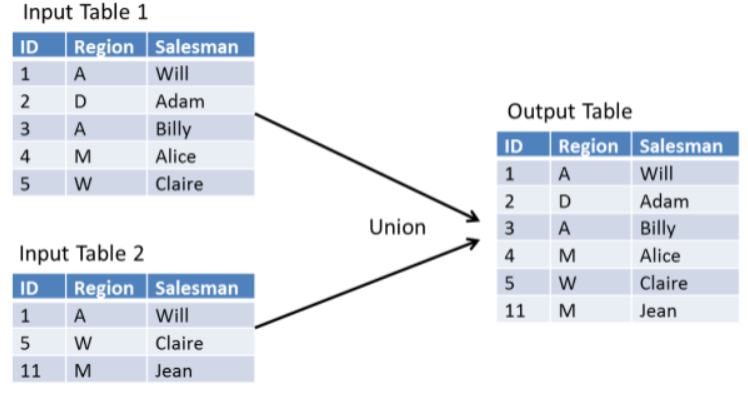 Input Table 1
ID Region Salesman
1 A Will
2 D Adam
3 A Billy
4 M Alice
5 W Claire
Input Table 2
ID Region Salesman
1 A Will
5 W Claire
11 M Jean
Union
Output Table
ID Region Salesman
1 A Will
2 D Adam
3 A Billy
4 M Alice
5 W Claire
11 M Jean